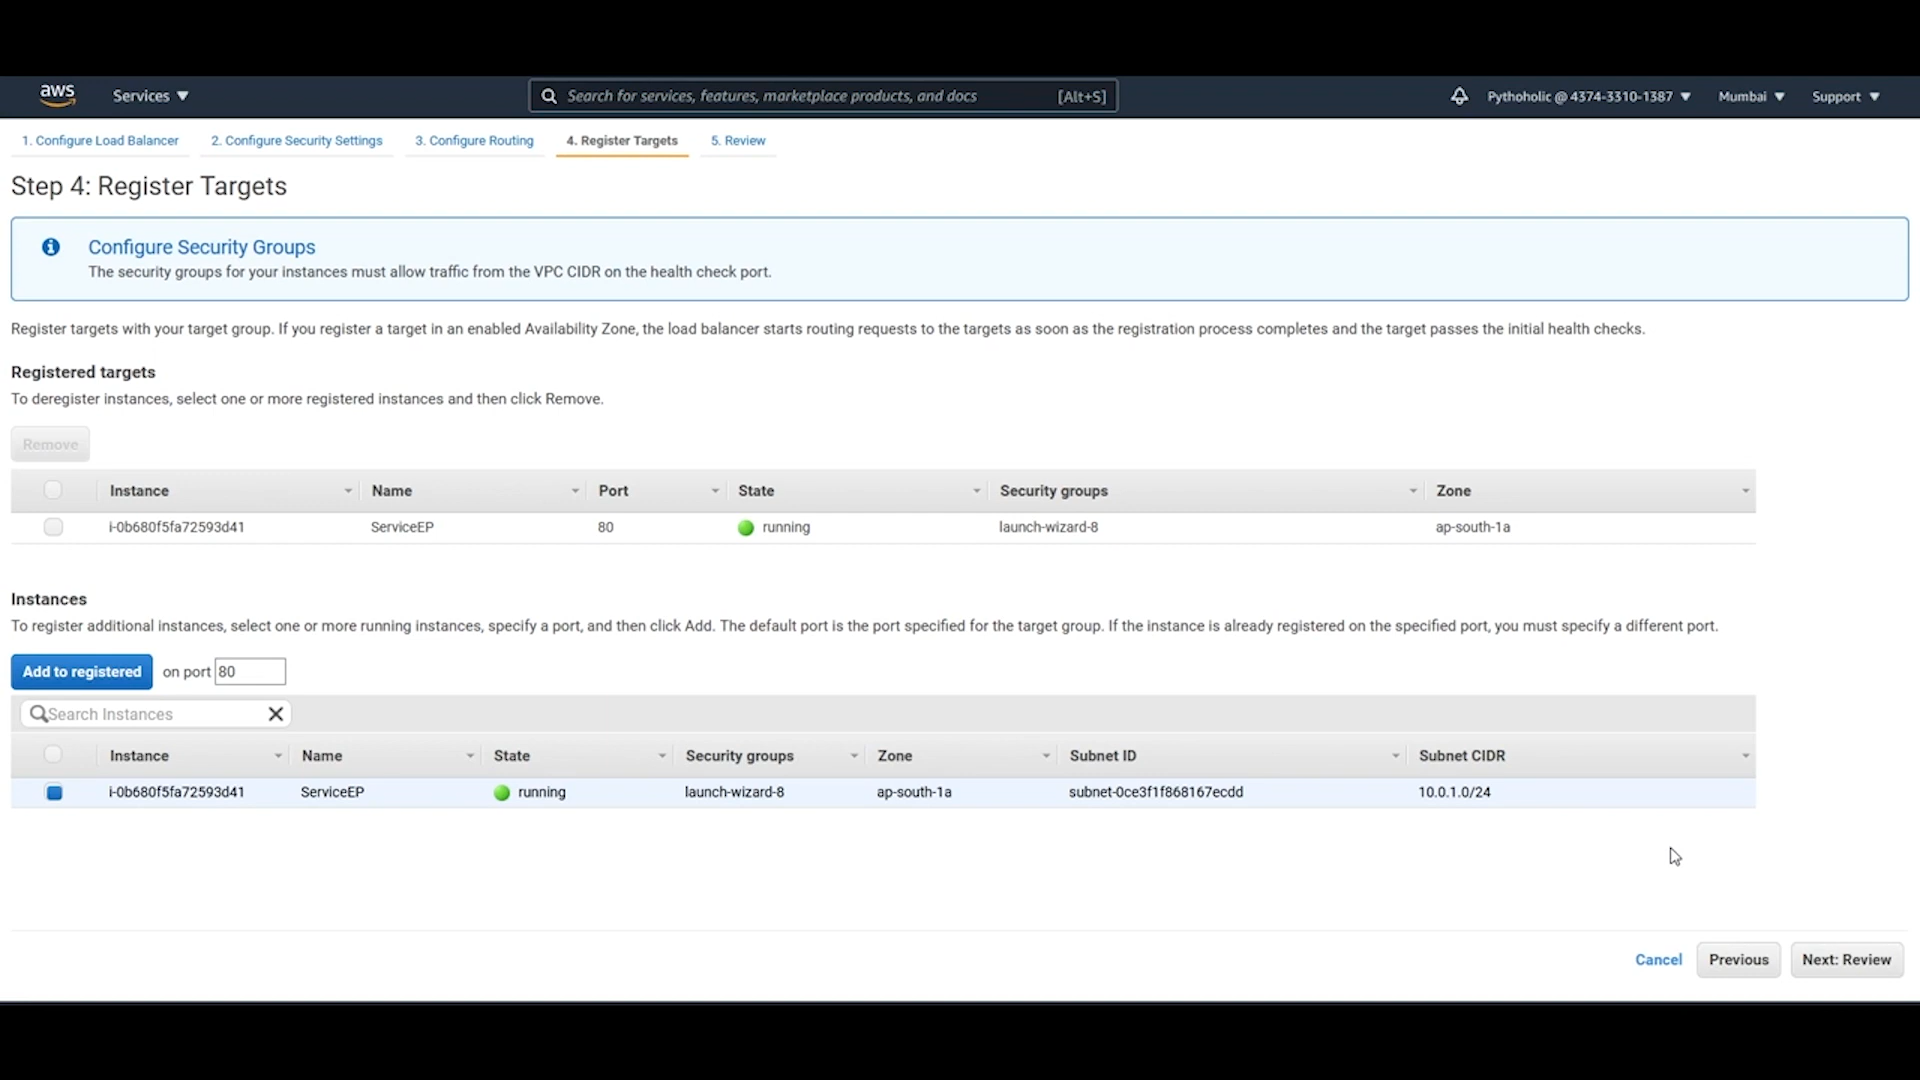 aws Services Search for services, features, marketplace products, and docs [Alt+S] Pythoholic @ 4374-3310-1387 Mumbai Support
1. Configure Load Balancer 2. Configure Security Settings 3. Configure Routing 4. Register Targets 5. Review
Step 4: Register Targets
Configure Security Groups
The security groups for your instances must allow traffic from the VPC CIDR on the health check port.
Register targets with your target group. If you register a target in an enabled Availability Zone, the load balancer starts routing requests to the targets as soon as the registration process completes and the target passes the initial health checks.
Registered targets
To deregister instances, select one or more registered instances and then click Remove.
Remove
Instance Name Port State Security groups Zone
i-0b680f5fa72593d41 ServiceEP 80 running launch-wizard-8 ap-south-1a
Instances
To register additional instances, select one or more running instances, specify a port, and then click Add. The default port is the port specified for the target group. If the instance is already registered on the specified port, you must specify a different port.
Add to registered on port 80
Search Instances
Instance Name State Security groups Zone Subnet ID Subnet CIDR
i-0b680f5fa72593d41 ServiceEP running launch-wizard-8 ap-south-1a subnet-0ce3f1f868167ecdd 10.0.1.0/24
Cancel Previous Next: Review